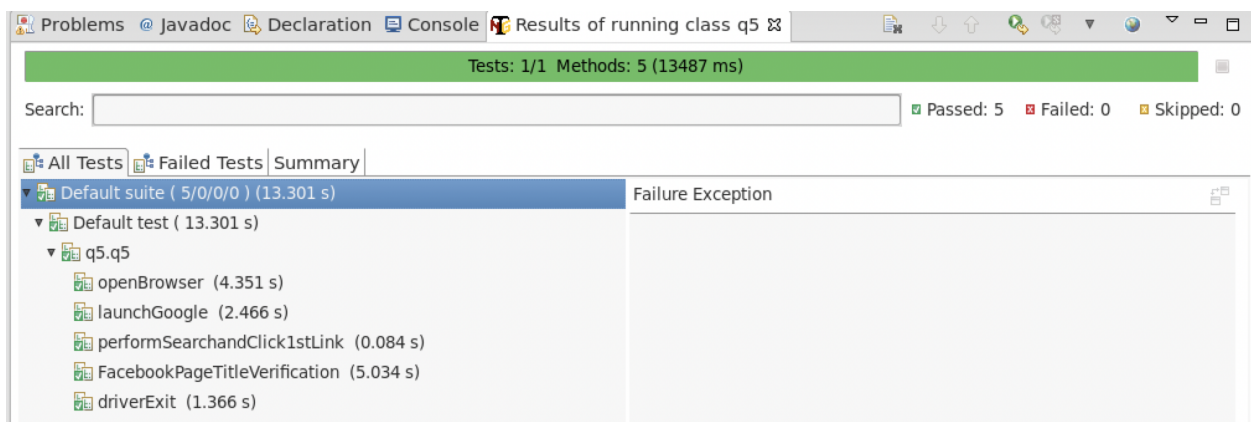 Problems @ Javadoc Declaration Console Results of running class q5
Tests: 1/1 Methods: 5 (13487 ms)
Search: Passed: 5 Failed: 0 Skipped: 0
All Tests Failed Tests Summary
Default suite ( 5/0/0/0 ) (13.301 s) Failure Exception
Default test ( 13.301 s)
q5.q5
openBrowser (4.351 s)
launchGoogle (2.466 s)
performSearchandClick1stLink (0.084 s)
FacebookPageTitleVerification (5.034 s)
driverExit (1.366 s)